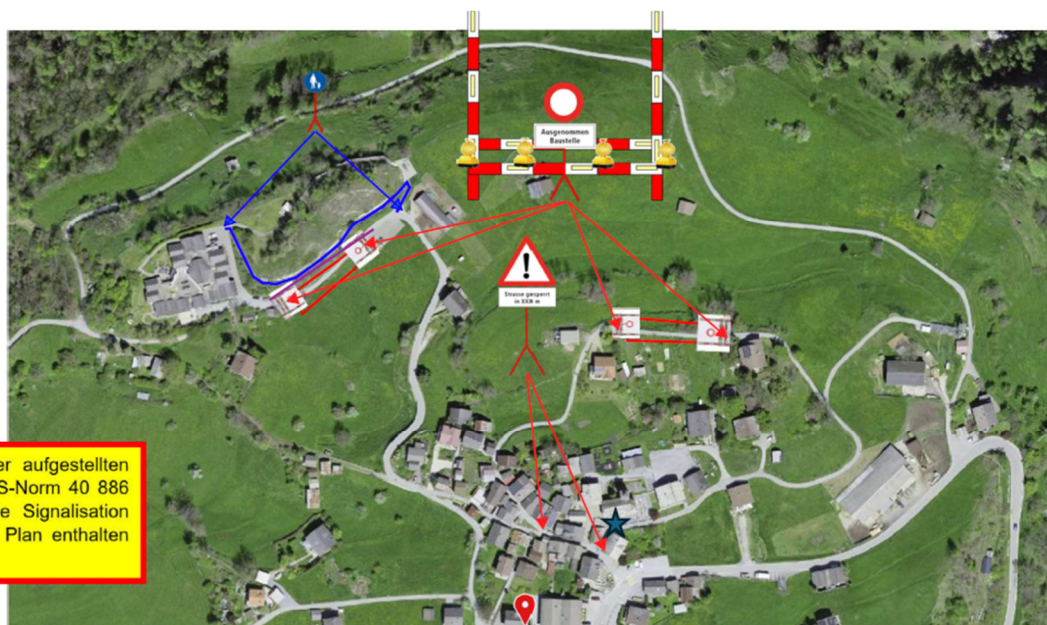 Ausgenommen
Baustelle
Strasse gesperrt
in XXX m
er aufgestellten
S-Norm 40 886
e Signalisation
Plan enthalten